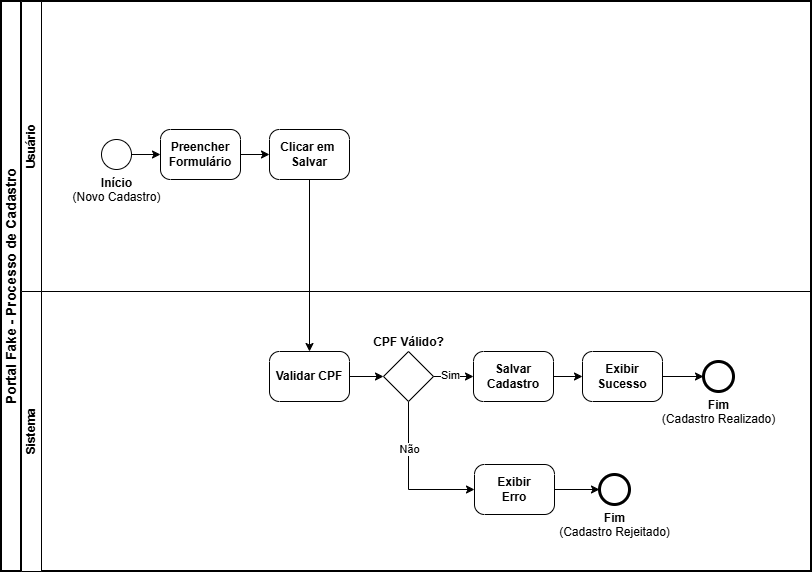 Portal Fake - Processo de Cadastro
Usuário
Início
(Novo Cadastro)
Preencher
Formulário
Clicar em
Salvar
Sistema
Validar CPF
CPF Válido?
Sim
Salvar
Cadastro
Exibir
Sucesso
Fim
(Cadastro Realizado)
Não
Exibir
Erro
Fim
(Cadastro Rejeitado)